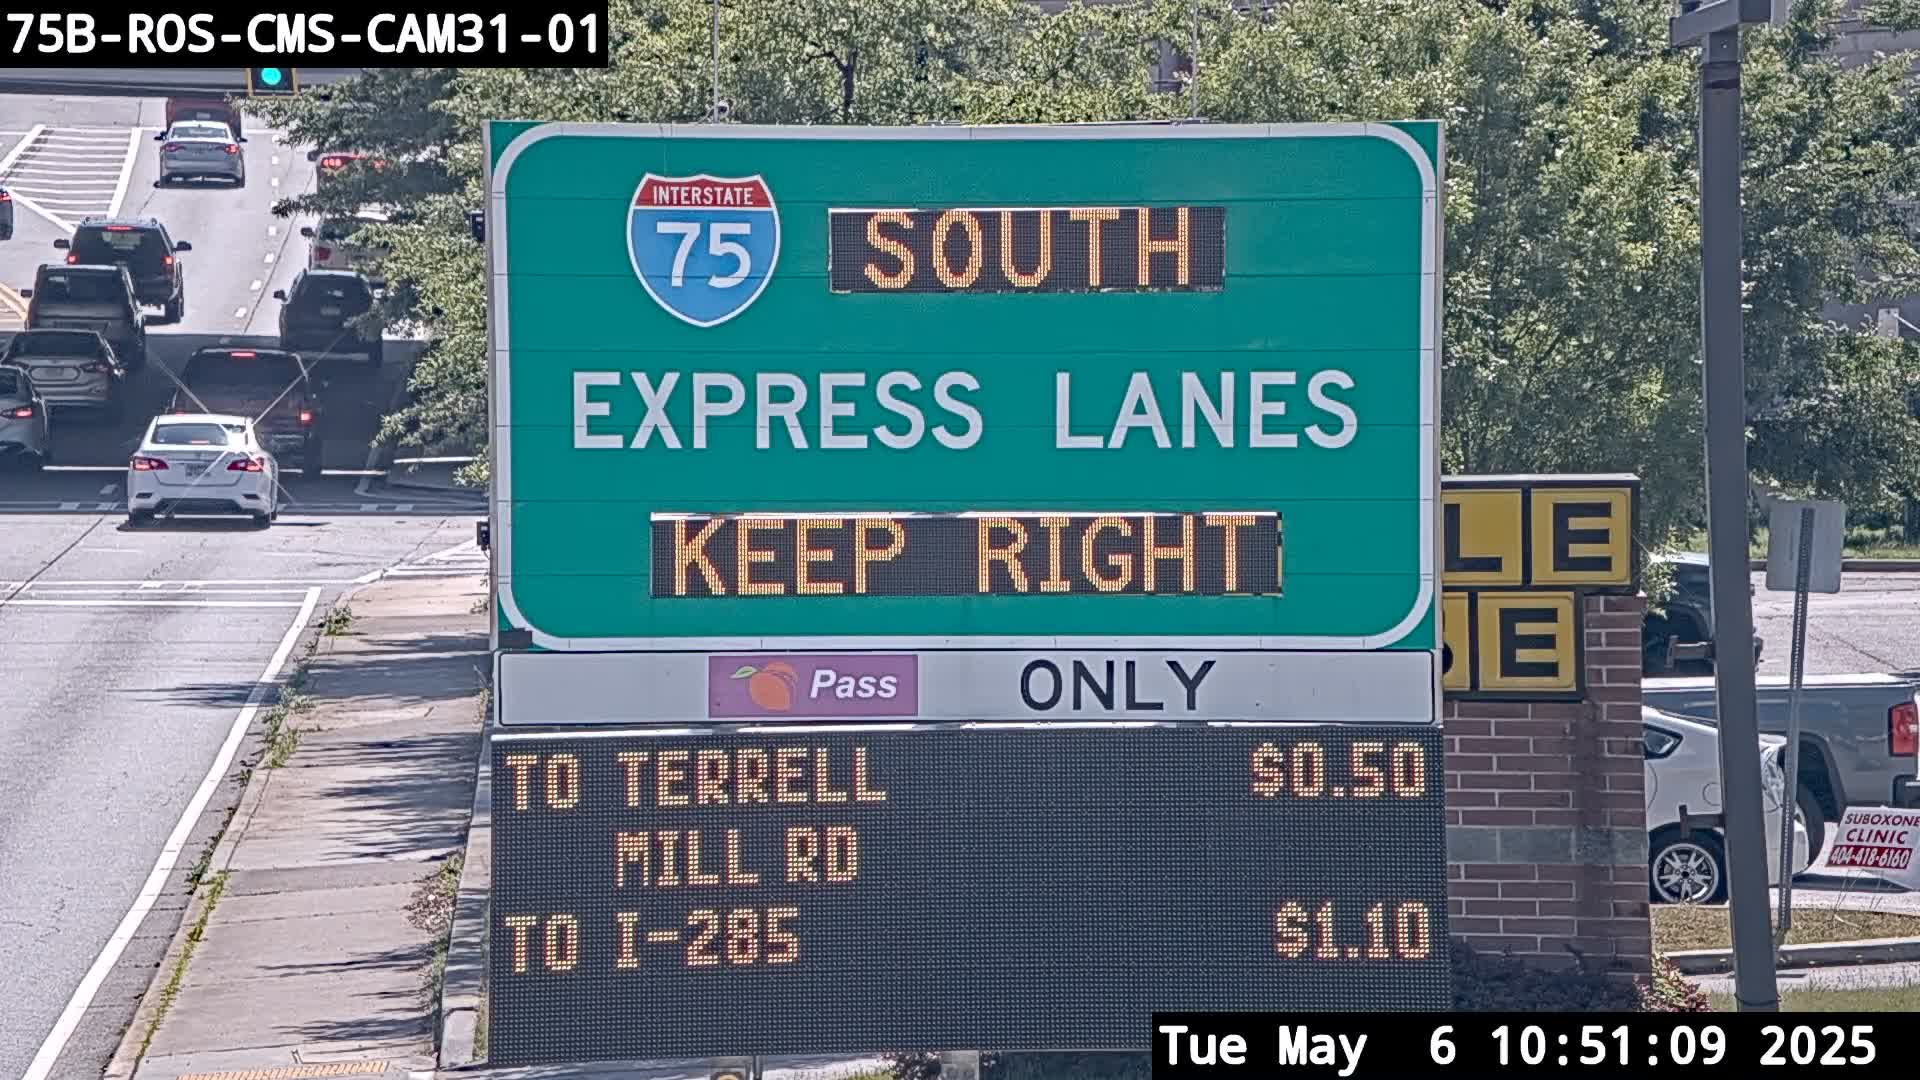 75B-ROS-CMS-CAM31-01
INTERSTATE
75
SOUTH
EXPRESS LANES
KEEP RIGHT
Pass ONLY
LE
E
TO TERRELL $0.50
MILL RD
TO I-285 $1.10
SUBOXONE
CLINIC
404-418-6160
Tue May 6 10:51:09 2025